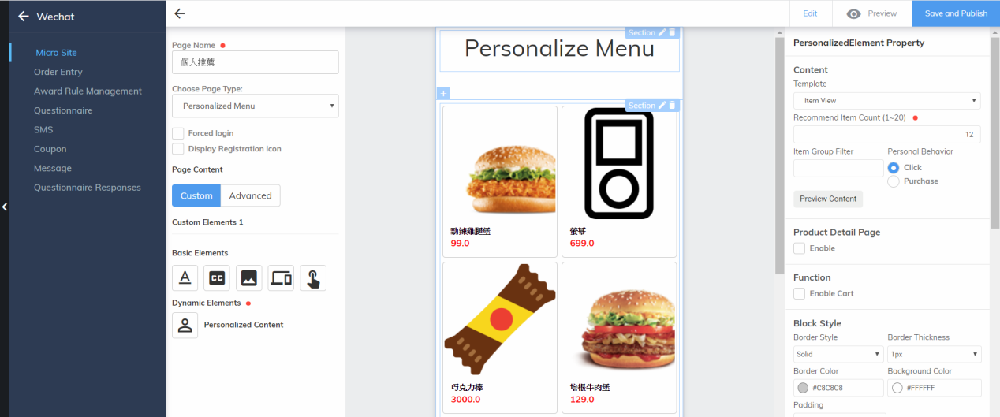 Wechat
Micro Site
Order Entry
Award Rule Management
Questionnaire
SMS
Coupon
Message
Questionnaire Responses
Edit
Preview
Save and Publish
Page Name
個人推薦
Choose Page Type:
Personalized Menu
Forced login
Display Registration icon
Page Content
Custom
Advanced
Custom Elements 1
Basic Elements
A
CC
Dynamic Elements
Personalized Content
Section
Personalize Menu
Section
勁辣雞腿堡
99.0
螢幕
699.0
巧克力棒
3000.0
培根牛肉堡
129.0
PersonalizedElement Property
Content
Template
Item View
Recommend Item Count (1~20)
12
Item Group Filter
Personal Behavior
Click
Purchase
Preview Content
Product Detail Page
Enable
Function
Enable Cart
Block Style
Border Style
Border Thickness
Solid
1px
Border Color
Background Color
#C8C8C8
#FFFFFF
Padding